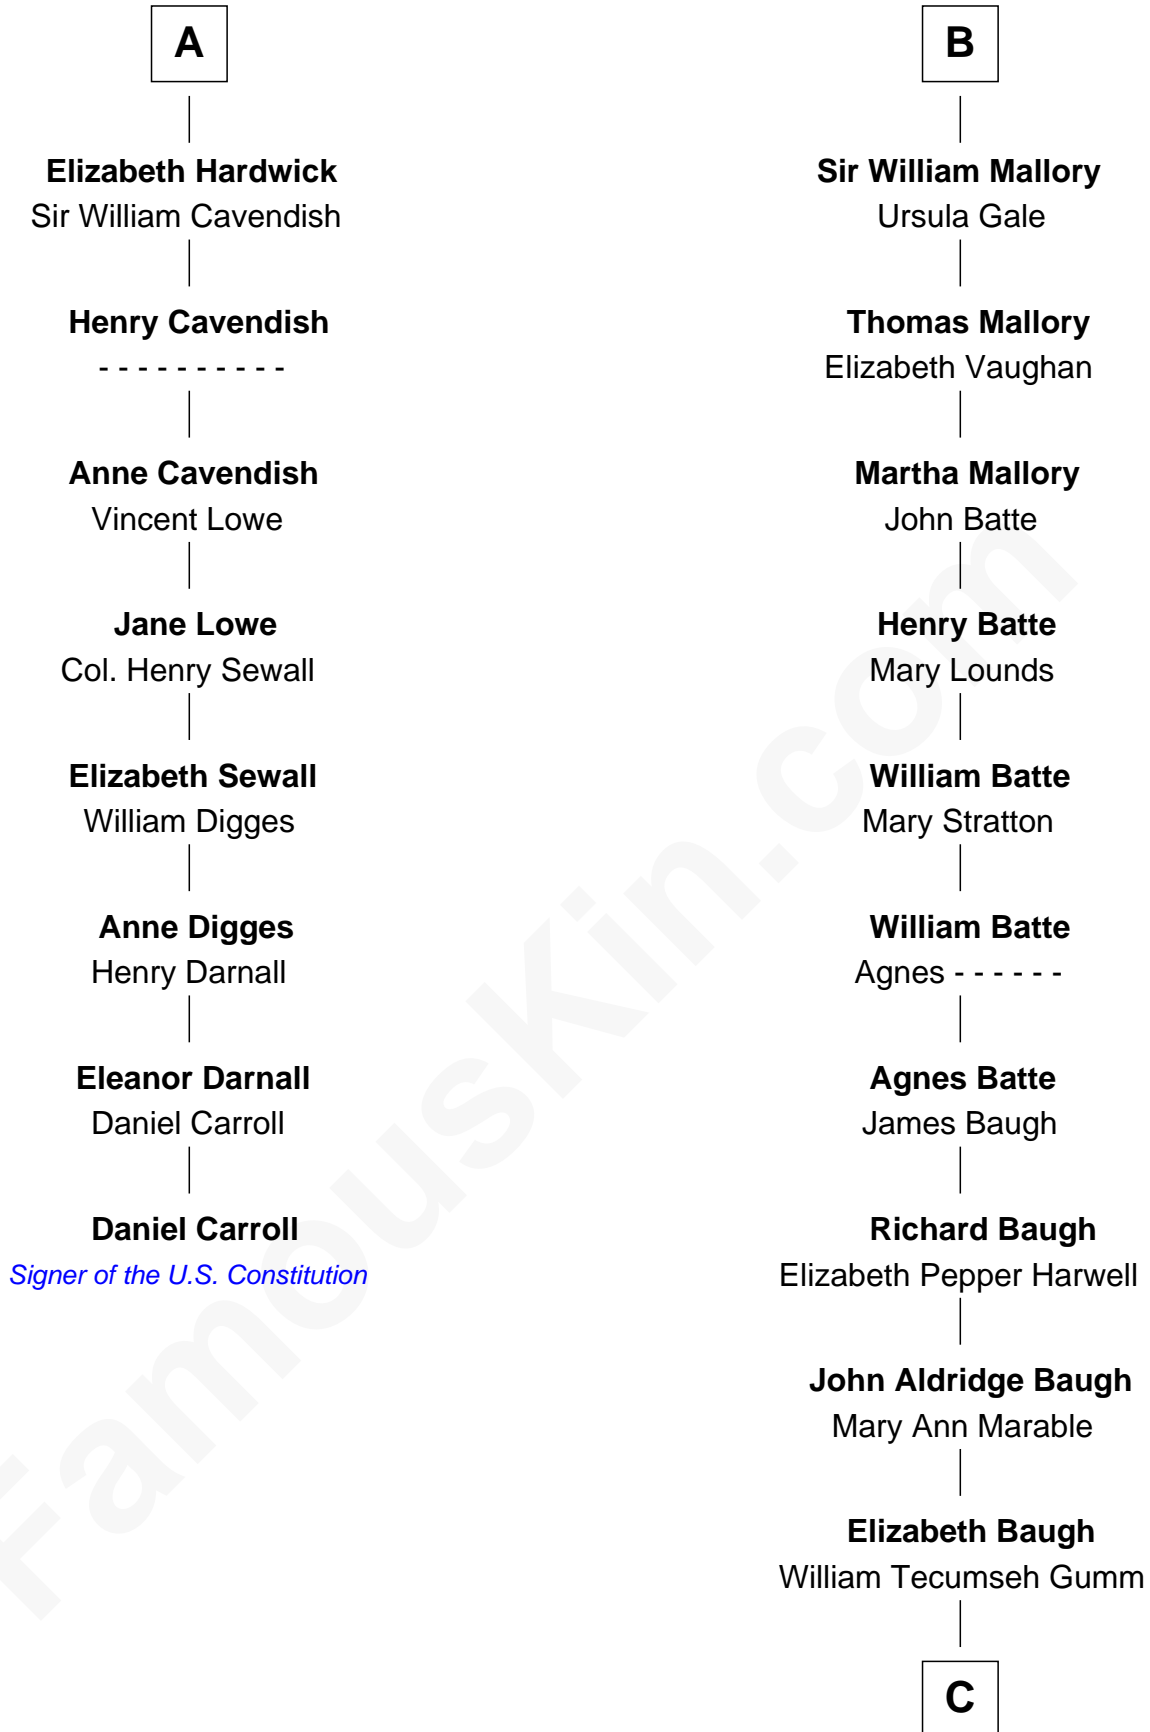 A
Elizabeth Hardwick
Sir William Cavendish
Henry Cavendish
- - - - - - - - - -
Anne Cavendish
Vincent Lowe
Jane Lowe
Col. Henry Sewall
Elizabeth Sewall
William Digges
Anne Digges
Henry Darnall
Eleanor Darnall
Daniel Carroll
Daniel Carroll
Signer of the U.S. Constitution
B
Sir William Mallory
Ursula Gale
Thomas Mallory
Elizabeth Vaughan
Martha Mallory
John Batte
Henry Batte
Mary Lounds
William Batte
Mary Stratton
William Batte
Agnes - - - - - -
Agnes Batte
James Baugh
Richard Baugh
Elizabeth Pepper Harwell
John Aldridge Baugh
Mary Ann Marable
Elizabeth Baugh
William Tecumseh Gumm
C
FamousKin.com